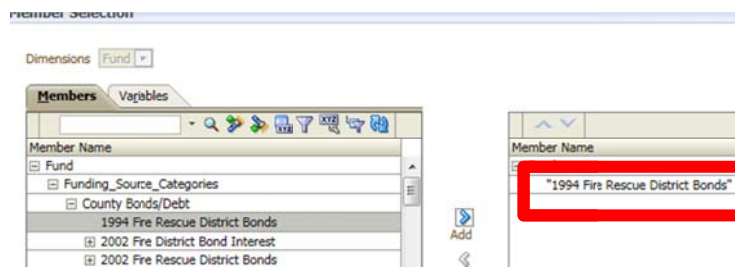 Member Selection
Dimensions Fund
Members Variables
Member Name
Fund
Funding_Source_Categories
County Bonds/Debt
1994 Fire Rescue District Bonds
2002 Fire District Bond Interest
2002 Fire Rescue District Bonds
Add
Member Name
"1994 Fire Rescue District Bonds"